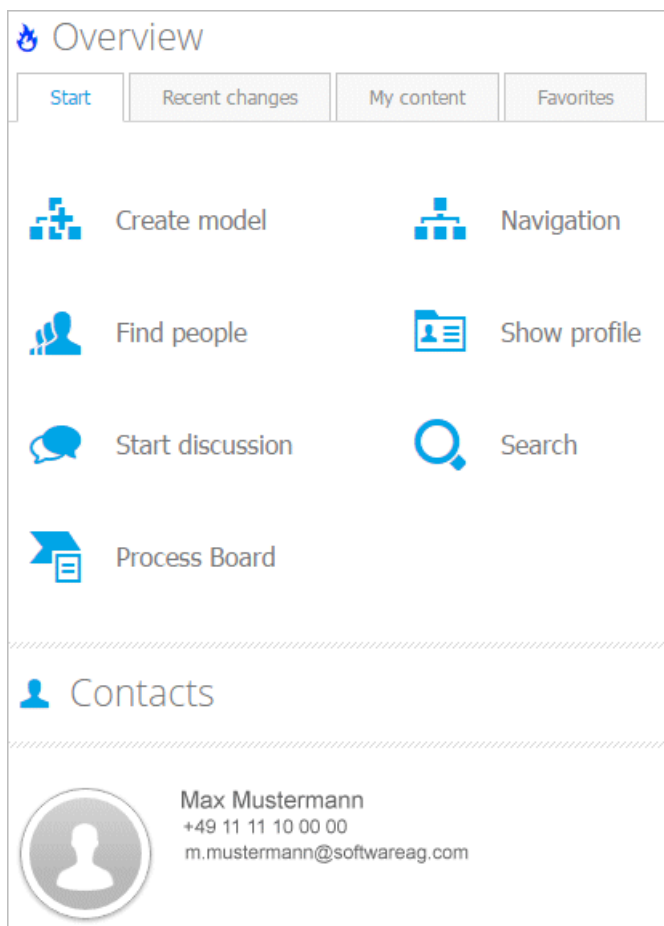 Overview
Start Recent changes My content Favorites
Create model Navigation
Find people Show profile
Start discussion Search
Process Board
Contacts
Max Mustermann
+49 11 11 10 00 00
m.mustermann@softwareag.com